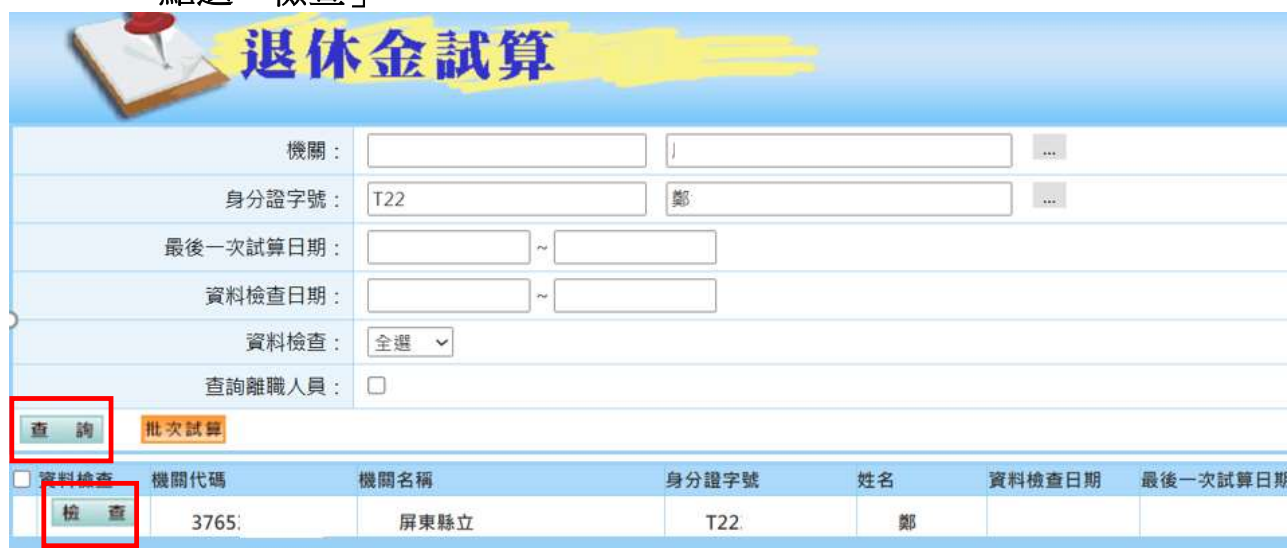 點選「檢查」
退休金試算
機關： ...
身分證字號： T22 鄭 ...
最後一次試算日期： ~
資料檢查日期： ~
資料檢查： 全選
查詢離職人員：
查 詢 批次試算
資料檢查 機關代碼 機關名稱 身分證字號 姓名 資料檢查日期 最後一次試算日期
檢 查 3765 屏東縣立 T22 鄭